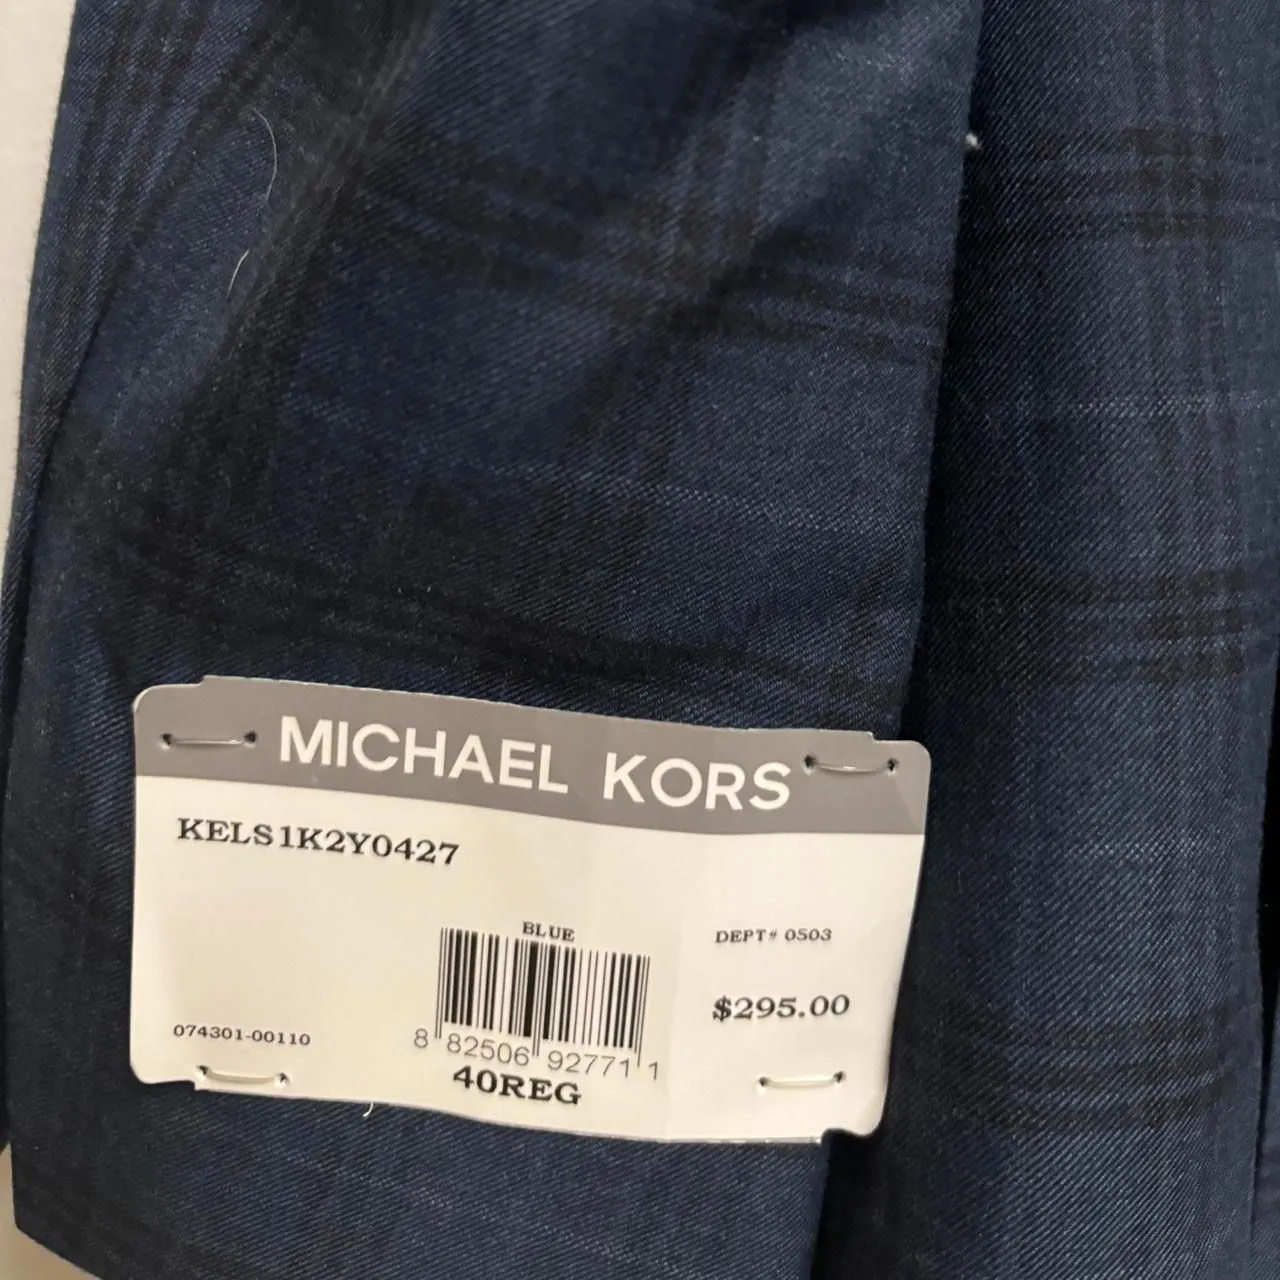 MICHAEL KORS
KELS1K2Y0427
BLUE
DEPT# 0503
$295.00
074301-00110
8 82506 92771 1
40REG